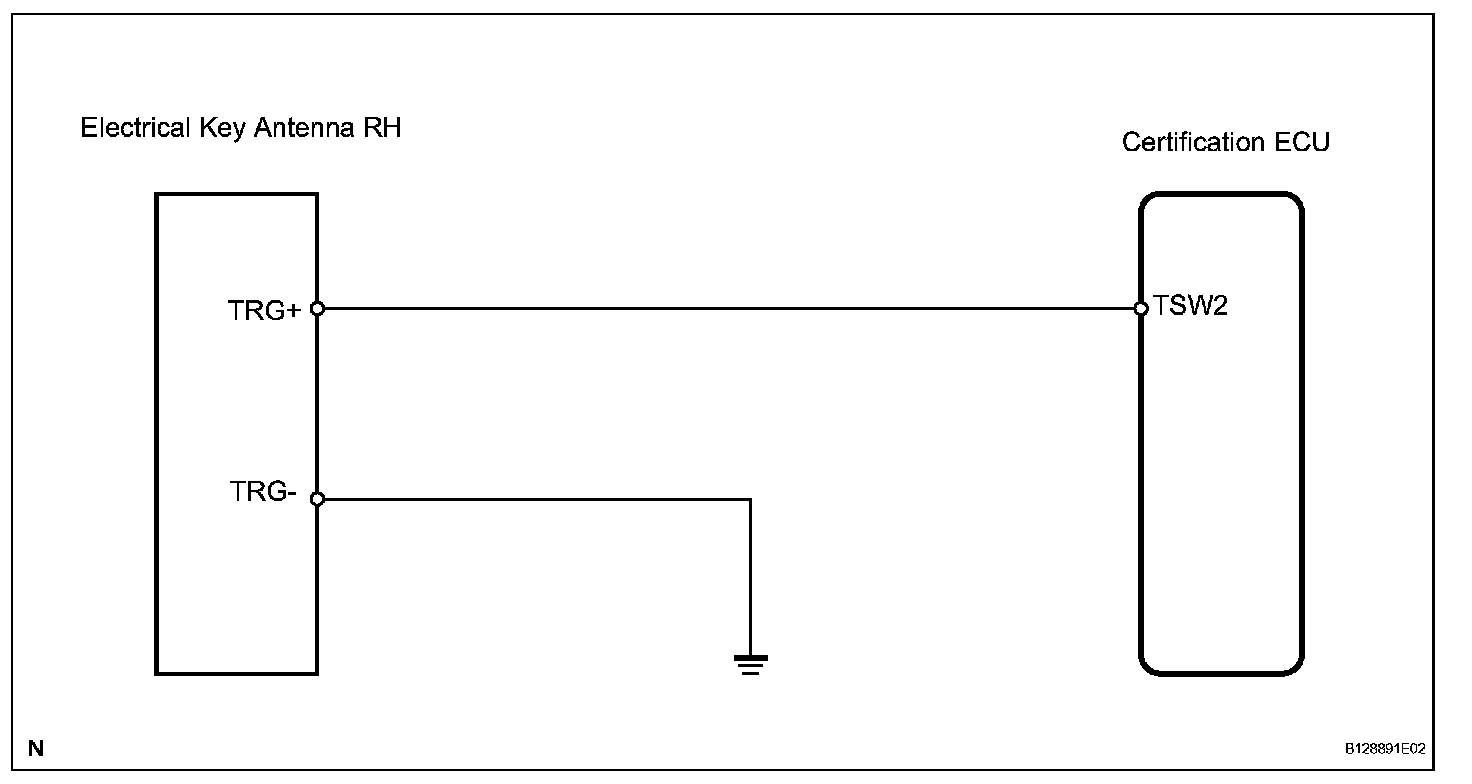 Electrical Key Antenna RH
Certification ECU
TRG+
TSW2
TRG-
N
B128891E02